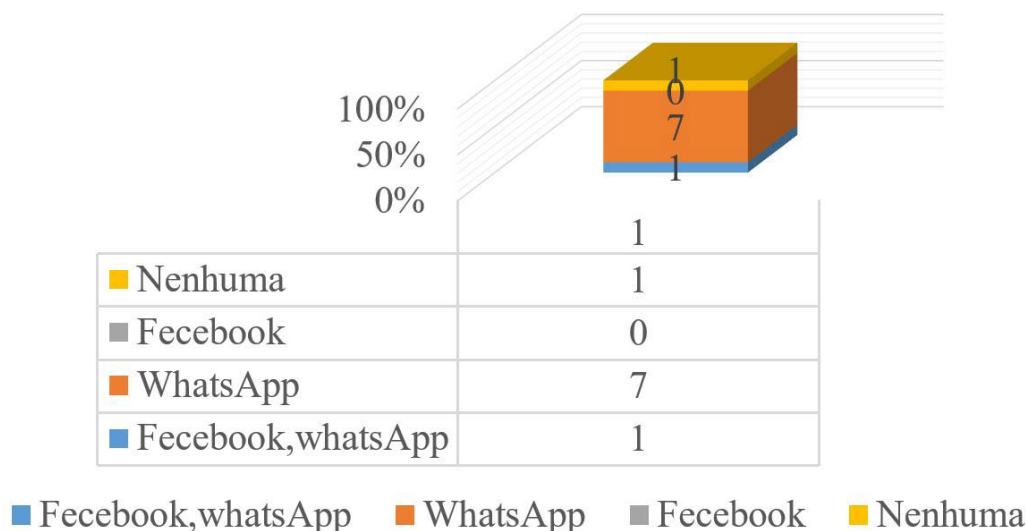 1
0
7
1
100%
50%
0%
1
Nenhuma 1
Fecebook 0
WhatsApp 7
Fecebook,whatsApp 1
Fecebook,whatsApp WhatsApp Fecebook Nenhuma